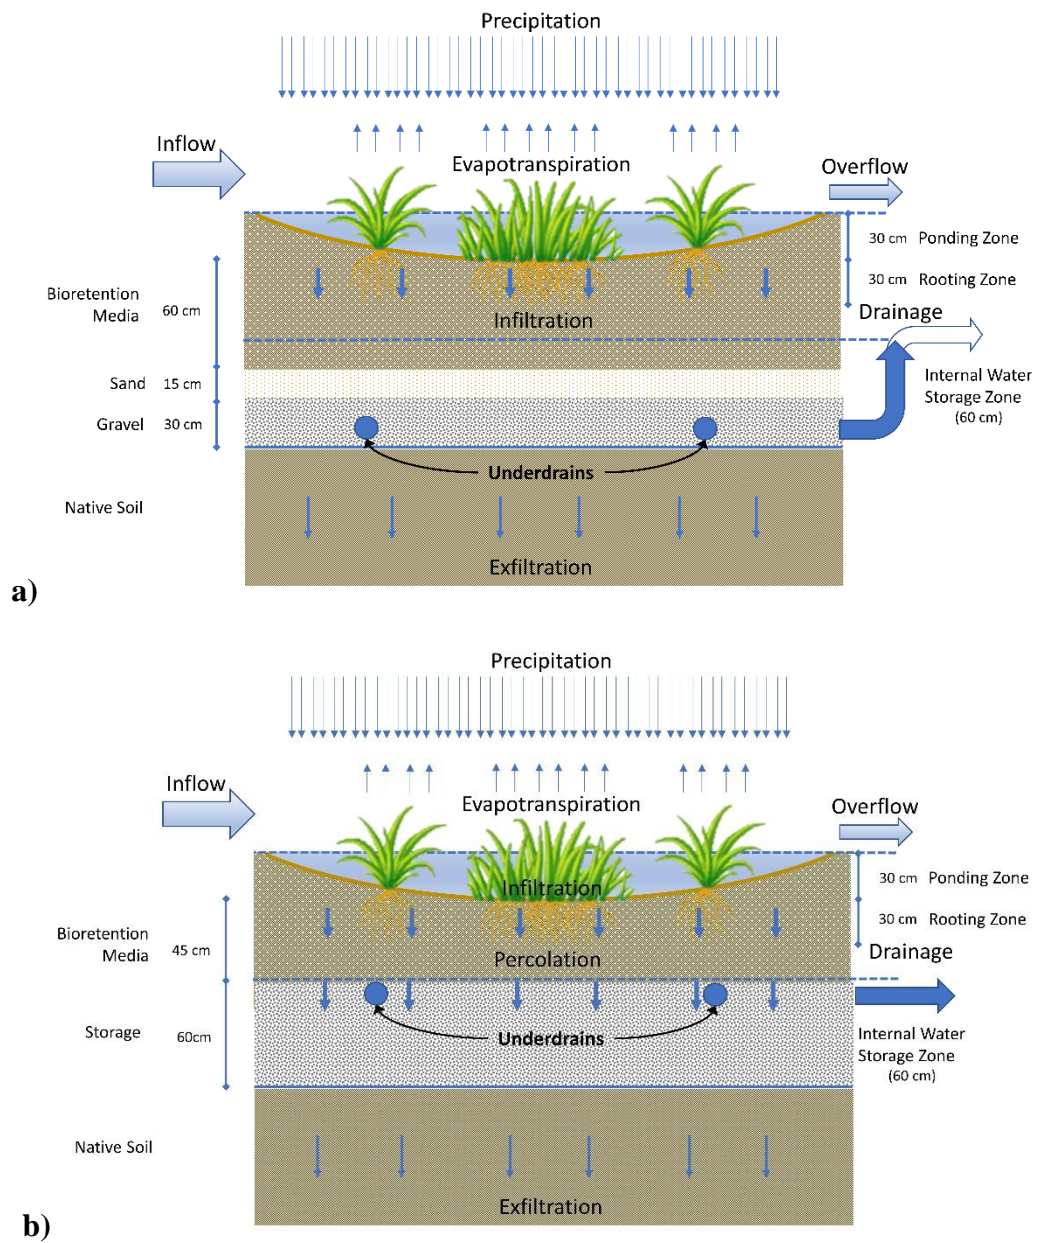 Precipitation
Inflow
Evapotranspiration
Overflow
30 cm Ponding Zone
30 cm Rooting Zone
Bioretention
Media
60 cm
Infiltration
Drainage
Sand 15 cm
Internal Water
Storage Zone
(60 cm)
Gravel 30 cm
Underdrains
Native Soil
Exfiltration
a)
Precipitation
Inflow
Evapotranspiration
Overflow
Infiltration
30 cm Ponding Zone
30 cm Rooting Zone
Bioretention
Media
45 cm
Percolation
Drainage
Storage 60cm
Underdrains
Internal Water
Storage Zone
(60 cm)
Native Soil
Exfiltration
b)